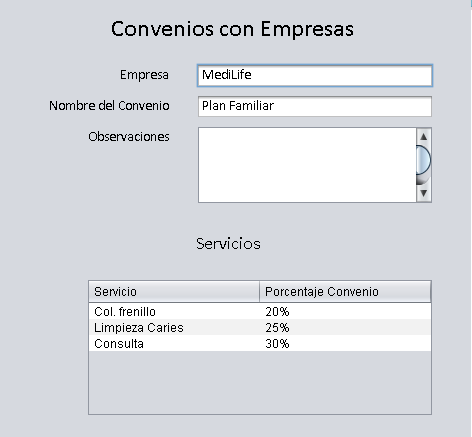 Convenios con Empresas
Empresa MediLife
Nombre del Convenio Plan Familiar
Observaciones
Servicios
Servicio Porcentaje Convenio
Col. frenillo 20%
Limpieza Caries 25%
Consulta 30%